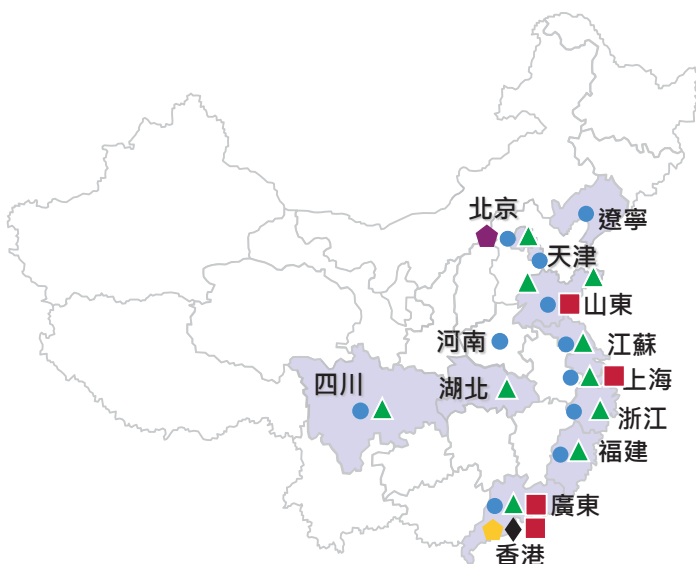 北京
遼寧
天津
山東
河南
江蘇
四川
湖北
上海
浙江
福建
廣東
香港